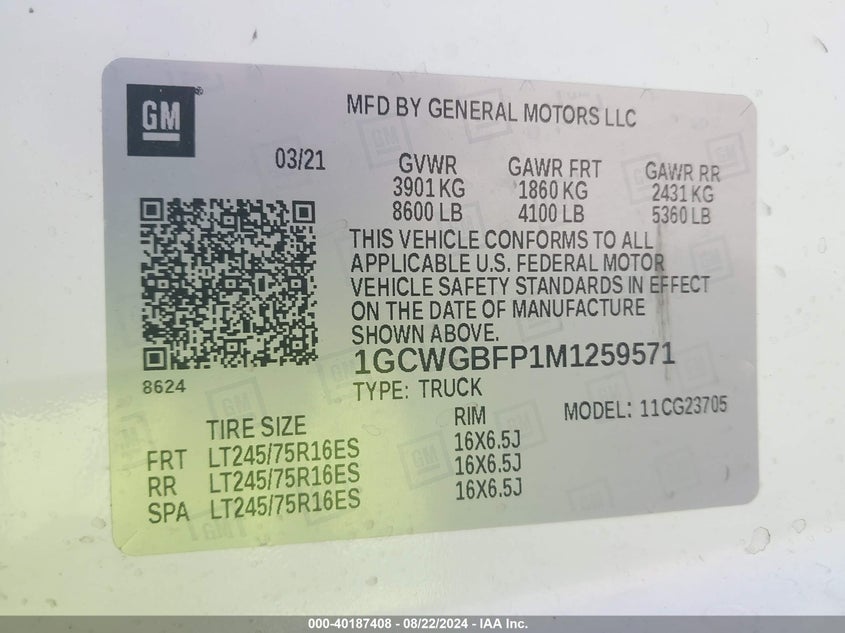 GM
MFD BY GENERAL MOTORS LLC
03/21
GVWR GAWR FRT GAWR RR
3901 KG 1860 KG 2431 KG
8600 LB 4100 LB 5360 LB
THIS VEHICLE CONFORMS TO ALL
APPLICABLE U.S. FEDERAL MOTOR
VEHICLE SAFETY STANDARDS IN EFFECT
ON THE DATE OF MANUFACTURE
SHOWN ABOVE.
1GCWGBFP1M1259571
8624
TYPE: TRUCK
MODEL: 11CG23705
TIRE SIZE RIM
FRT LT245/75R16ES 16X6.5J
RR LT245/75R16ES 16X6.5J
SPA LT245/75R16ES 16X6.5J
000-40187408 - 08/22/2024 - IAA Inc.